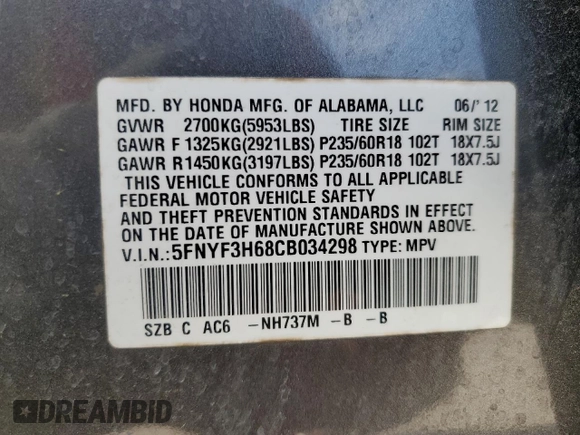 MFD. BY HONDA MFG. OF ALABAMA, LLC 06/'12
GVWR 2700KG(5953LBS) TIRE SIZE RIM SIZE
GAWR F 1325KG(2921LBS) P235/60R18 102T 18X7.5J
GAWR R1450KG(3197LBS) P235/60R18 102T 18X7.5J
THIS VEHICLE CONFORMS TO ALL APPLICABLE
FEDERAL MOTOR VEHICLE SAFETY
AND THEFT PREVENTION STANDARDS IN EFFECT
ON THE DATE OF MANUFACTURE SHOWN ABOVE.
V.I.N.:5FNYF3H68CB034298 TYPE: MPV
SZB C AC6 -NH737M -B -B
DREAMBID